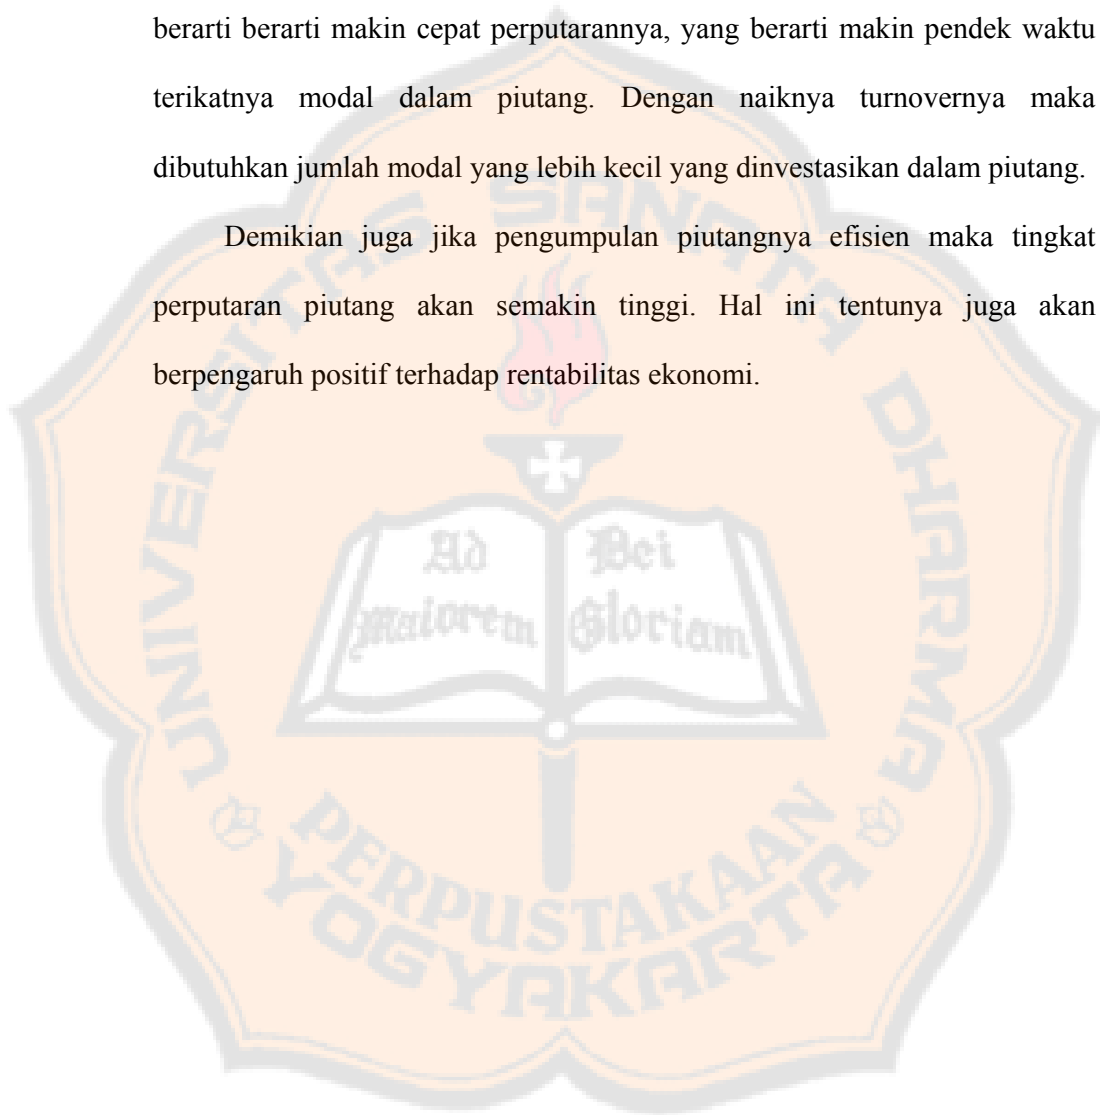 berarti berarti makin cepat perputarannya, yang berarti makin pendek waktu
terikatnya modal dalam piutang. Dengan naiknya turnovernya maka
dibutuhkan jumlah modal yang lebih kecil yang dinvestasikan dalam piutang.
Demikian juga jika pengumpulan piutangnya efisien maka tingkat
perputaran piutang akan semakin tinggi. Hal ini tentunya juga akan
berpengaruh positif terhadap rentabilitas ekonomi.
UNIVERSITAS SANATA DHARMA
Ad Dei
maiorem Gloriam
PERPUSTAKAAN
YOGYAKARTA